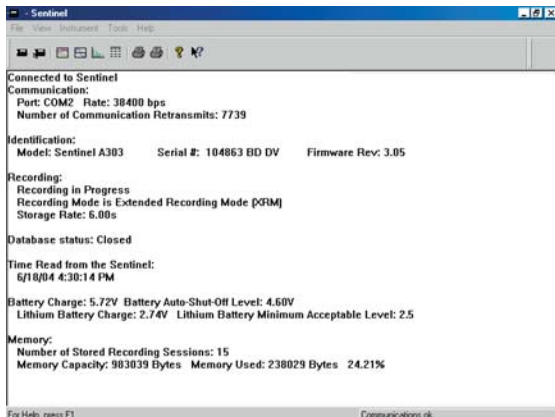 - Sentinel
File View Instrument Tools Help
Connected to Sentinel
Communication:
Port: COM2 Rate: 38400 bps
Number of Communication Retransmits: 7739
Identification:
Model: Sentinel A303 Serial #: 104863 BD DV Firmware Rev: 3.05
Recording:
Recording in Progress
Recording Mode is Extended Recording Mode (XRM)
Storage Rate: 6.00s
Database status: Closed
Time Read from the Sentinel:
6/18/04 4:30:14 PM
Battery Charge: 5.72V Battery Auto-Shut-Off Level: 4.60V
Lithium Battery Charge: 2.74V Lithium Battery Minimum Acceptable Level: 2.5
Memory:
Number of Stored Recording Sessions: 15
Memory Capacity: 983039 Bytes Memory Used: 238029 Bytes 24.21%
For Help, press F1 Communications ok